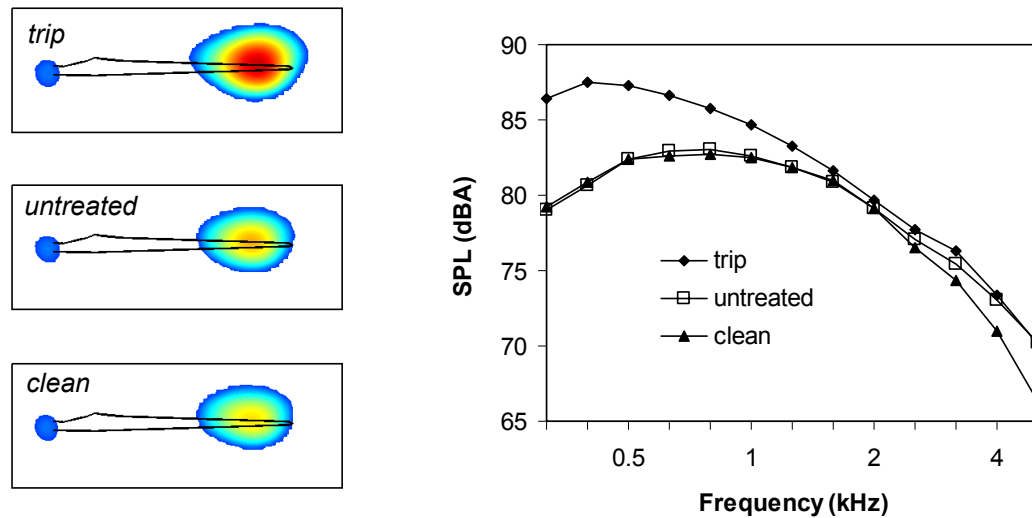 trip
untreated
clean
90
85
80
75
70
65
SPL (dBA)
trip
untreated
clean
0.5 1 2 4
Frequency (kHz)